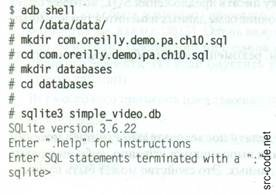 $ adb shell
# cd /data/data/
# mkdir com.oreilly.demo.pa.ch10.sql
# cd com.oreilly.demo.pa.ch10.sql
# mkdir databases
# cd databases
#
# sqlite3 simple_video.db
SQLite version 3.6.22
Enter ".help" for instructions
Enter SQL statements terminated with a ";
sqlite>
rcc-code.net